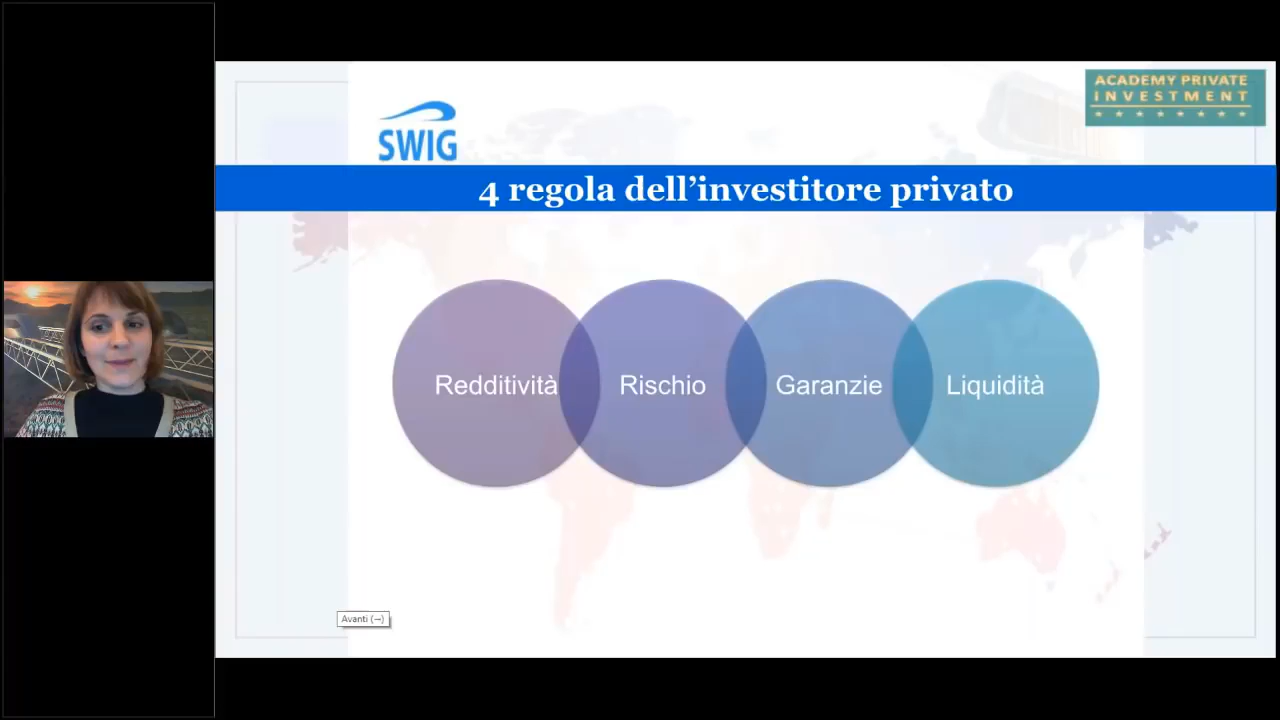 ACADEMY PRIVATE
INVESTMENT
SWIG
4 regola dell’investitore privato
Redditività
Rischio
Garanzie
Liquidità
Avanti (→)